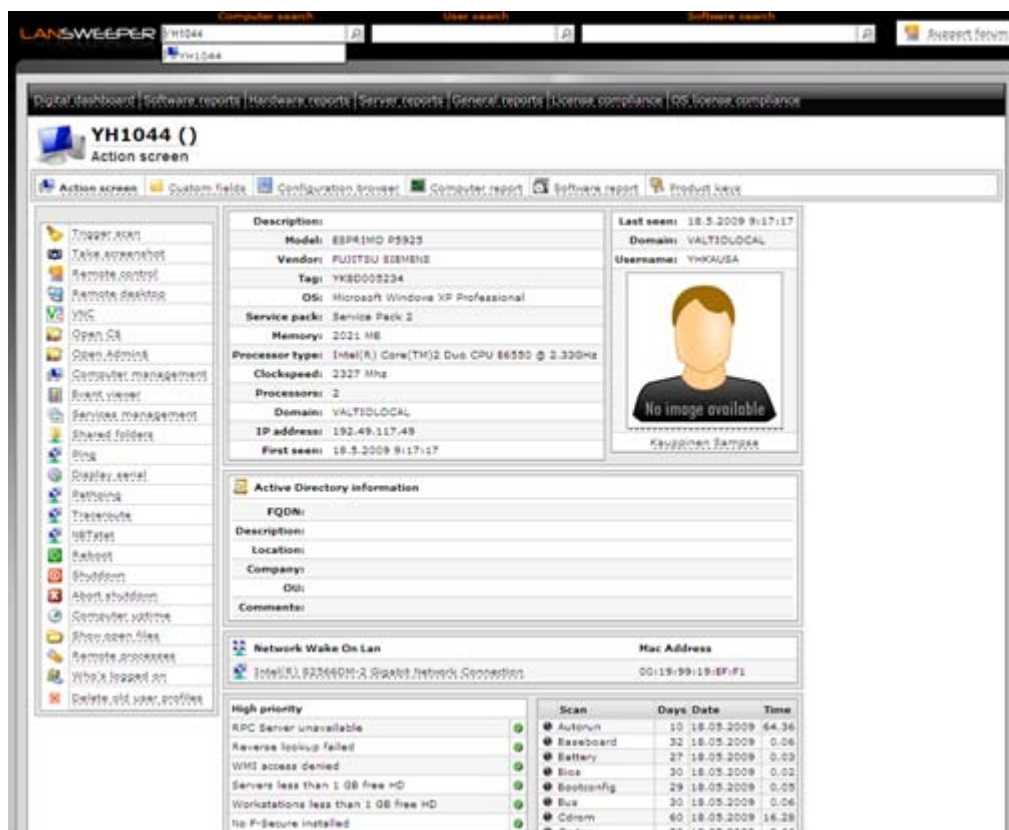 Computer search User search Software search
LANSWEEPER YH1044 Support forum
YH1044
Digital dashboard Software reports Hardware reports Server reports General reports License compliance OS license compliance
YH1044 ()
Action screen
Action screen Custom fields Configuration browser Computer report Software report Product keys
Trigger scan
Take screenshot
Remote control
Remote desktop
VNC
Open C$
Open Admin$
Computer management
Event viewer
Services management
Shared folders
Ping
Display serial
Pathping
Traceroute
NBTstat
Reboot
Shutdown
Abort shutdown
Computer uptime
Show open files
Remote processes
Who's logged on
Delete old user profiles
Description:
Model: ESPRIMO P5925
Vendor: FUJITSU SIEMENS
Tag: YKBD005234
OS: Microsoft Windows XP Professional
Service pack: Service Pack 2
Memory: 2021 MB
Processor type: Intel(R) Core(TM)2 Duo CPU E6550 @ 2.33GHz
Clockspeed: 2327 Mhz
Processors: 2
Domain: VALTIOLOCAL
IP address: 192.49.117.49
First seen: 18.5.2009 9:17:17
Last seen: 18.5.2009 9:17:17
Domain: VALTIOLOCAL
Username: YHKAUSA
No image available
Kauppinen Sampsa
Active Directory information
FQDN:
Description:
Location:
Company:
OU:
Comments:
Network Wake On Lan Mac Address
Intel(R) 82566DM-2 Gigabit Network Connection 00:19:99:19:EF:F1
High priority
RPC Server unavailable
Reverse lookup failed
WMI access denied
Servers less than 1 GB free HD
Workstations less than 1 GB free HD
No F-Secure installed
Scan Days Date Time
Autorun 10 18.05.2009 64.36
Baseboard 32 18.05.2009 0.06
Battery 27 18.05.2009 0.03
Bios 30 18.05.2009 0.02
Bootconfig 29 18.05.2009 0.05
Bus 30 18.05.2009 0.06
Cdrom 60 18.05.2009 16.28